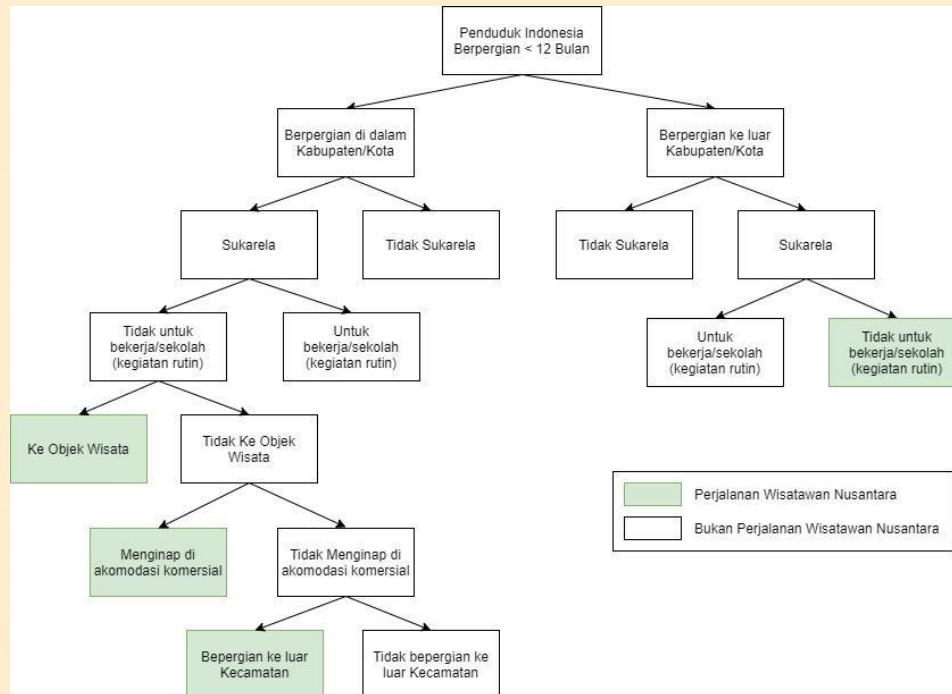 Penduduk Indonesia
Berpergian < 12 Bulan
Berpergian di dalam
Kabupaten/Kota
Berpergian ke luar
Kabupaten/Kota
Sukarela
Tidak Sukarela
Tidak Sukarela
Sukarela
Tidak untuk
bekerja/sekolah
(kegiatan rutin)
Untuk
bekerja/sekolah
(kegiatan rutin)
Untuk
bekerja/sekolah
(kegiatan rutin)
Tidak untuk
bekerja/sekolah
(kegiatan rutin)
Ke Objek Wisata
Tidak Ke Objek
Wisata
Menginap di
akomodasi komersial
Tidak Menginap di
akomodasi komersial
Bepergian ke luar
Kecamatan
Tidak bepergian ke
luar Kecamatan
Perjalanan Wisatawan Nusantara
Bukan Perjalanan Wisatawan Nusantara